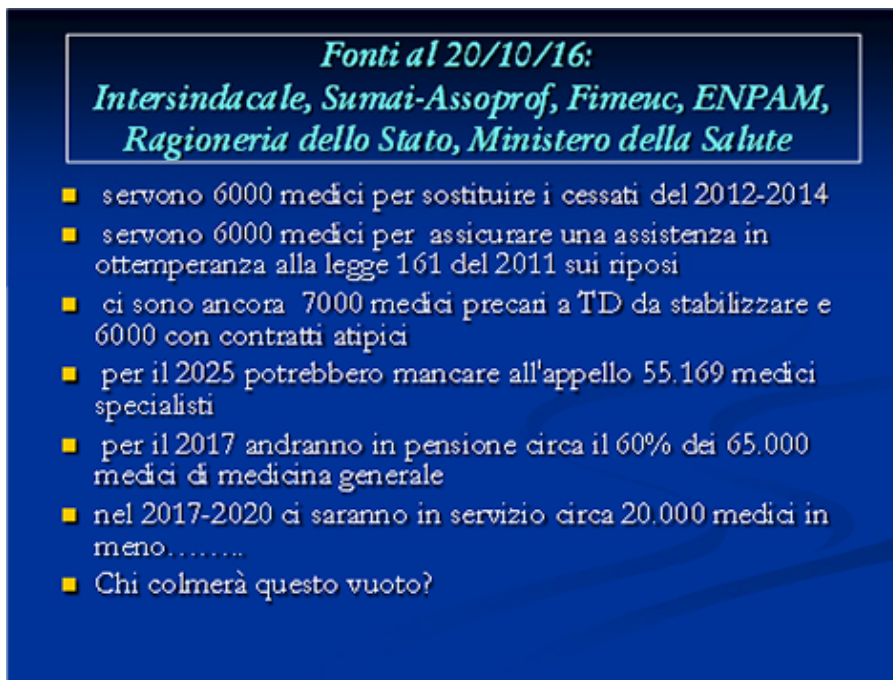 Fonti al 20/10/16:
Intersindacale, Sumai-Assoprof, Fimeuc, ENPAM,
Ragioneria dello Stato, Ministero della Salute
servono 6000 medici per sostituire i cessati del 2012-2014
servono 6000 medici per assicurare una assistenza in
ottemperanza alla legge 161 del 2011 sui riposi
ci sono ancora 7000 medici precari a TD da stabilizzare e
6000 con contratti atipici
per il 2025 potrebbero mancare all'appello 55.169 medici
specialisti
per il 2017 andranno in pensione circa il 60% dei 65.000
medici di medicina generale
nel 2017-2020 ci saranno in servizio circa 20.000 medici in
meno……..
Chi colmerà questo vuoto?